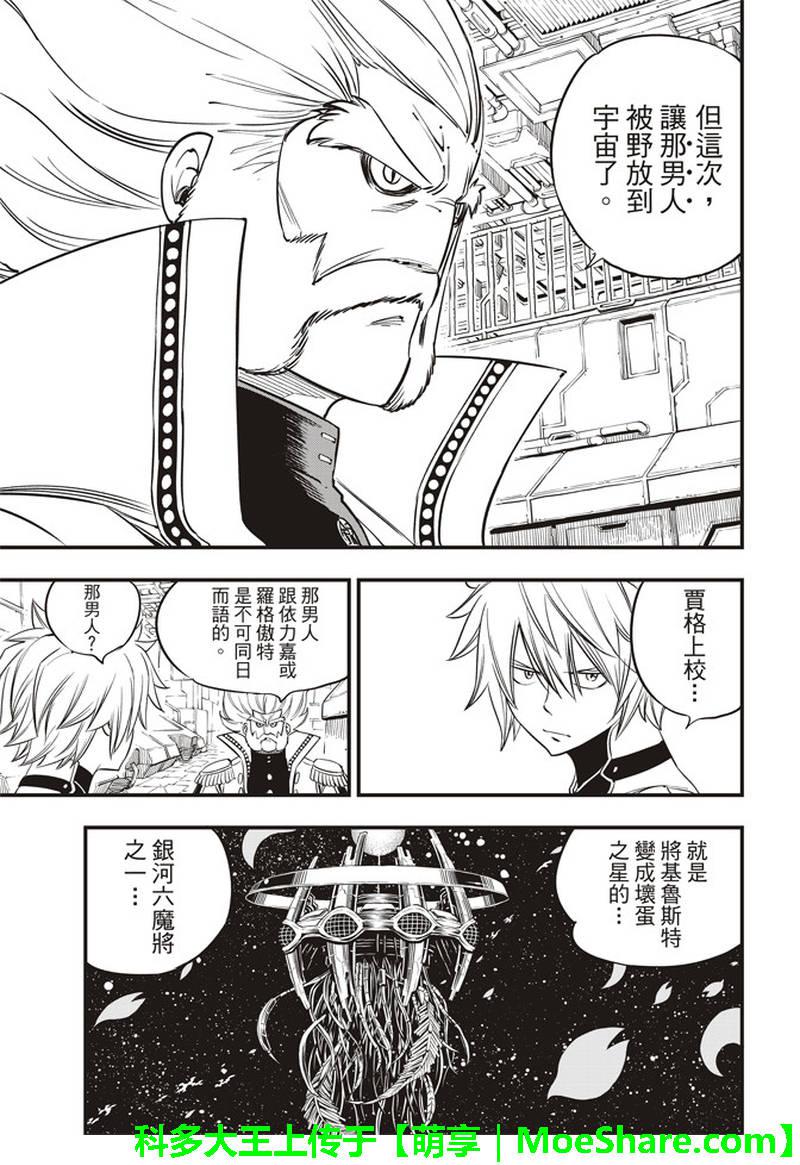 但這次，
讓那男人
被野放到
宇宙了。
賈格上校…
那男人
跟依力嘉或
羅格傲特
是不可同日
而語的。
那男人？
就是
將基魯斯特
變成壞蛋
之星的…
銀河六魔將
之一…
科多大王上传于【萌享|MoeShare.com】